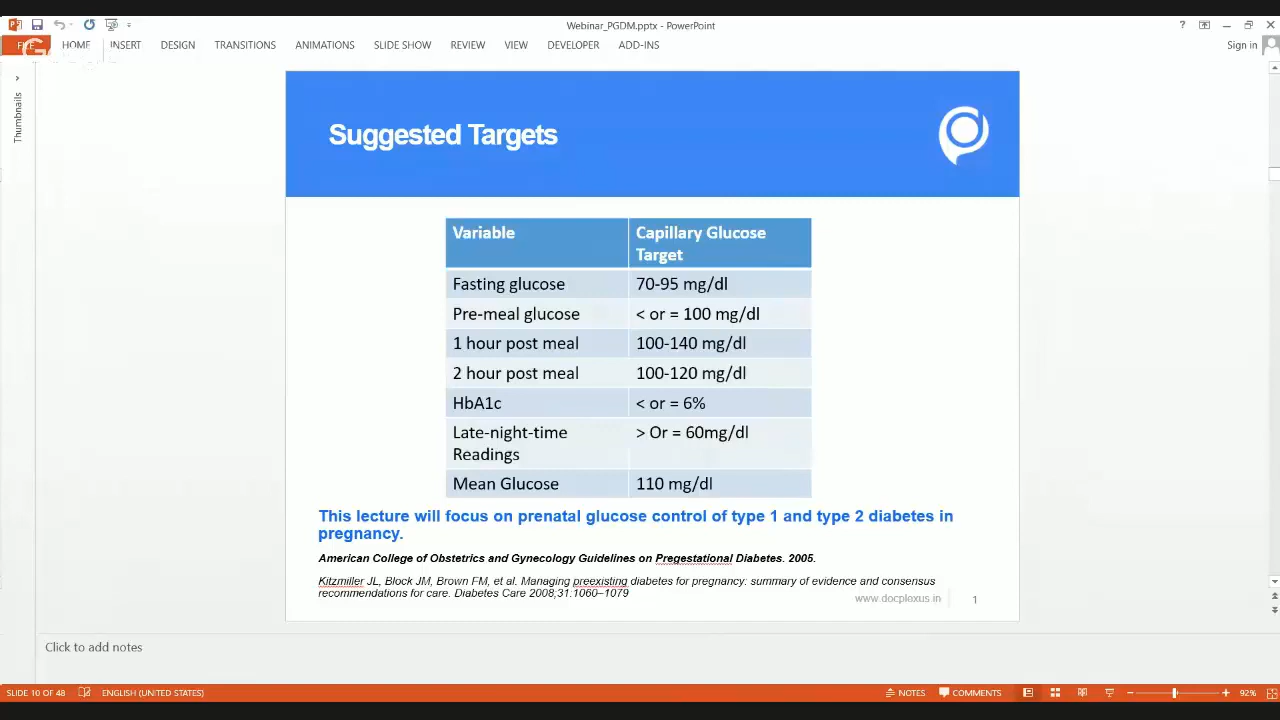 Webinar_PGDM.pptx - PowerPoint
?
FILE HOME INSERT DESIGN TRANSITIONS ANIMATIONS SLIDE SHOW REVIEW VIEW DEVELOPER ADD-INS Sign in
Thumbnails
Suggested Targets
Variable Capillary Glucose
Target
Fasting glucose 70-95 mg/dl
Pre-meal glucose < or = 100 mg/dl
1 hour post meal 100-140 mg/dl
2 hour post meal 100-120 mg/dl
HbA1c < or = 6%
Late-night-time > Or = 60mg/dl
Readings
Mean Glucose 110 mg/dl
This lecture will focus on prenatal glucose control of type 1 and type 2 diabetes in
pregnancy.
American College of Obstetrics and Gynecology Guidelines on Pregestational Diabetes. 2005.
Kitzmiller JL, Block JM, Brown FM, et al. Managing preexisting diabetes for pregnancy: summary of evidence and consensus
recommendations for care. Diabetes Care 2008;31:1060–1079
www.docplexus.in 1
Click to add notes
SLIDE 10 OF 48 ENGLISH (UNITED STATES) NOTES COMMENTS 92%